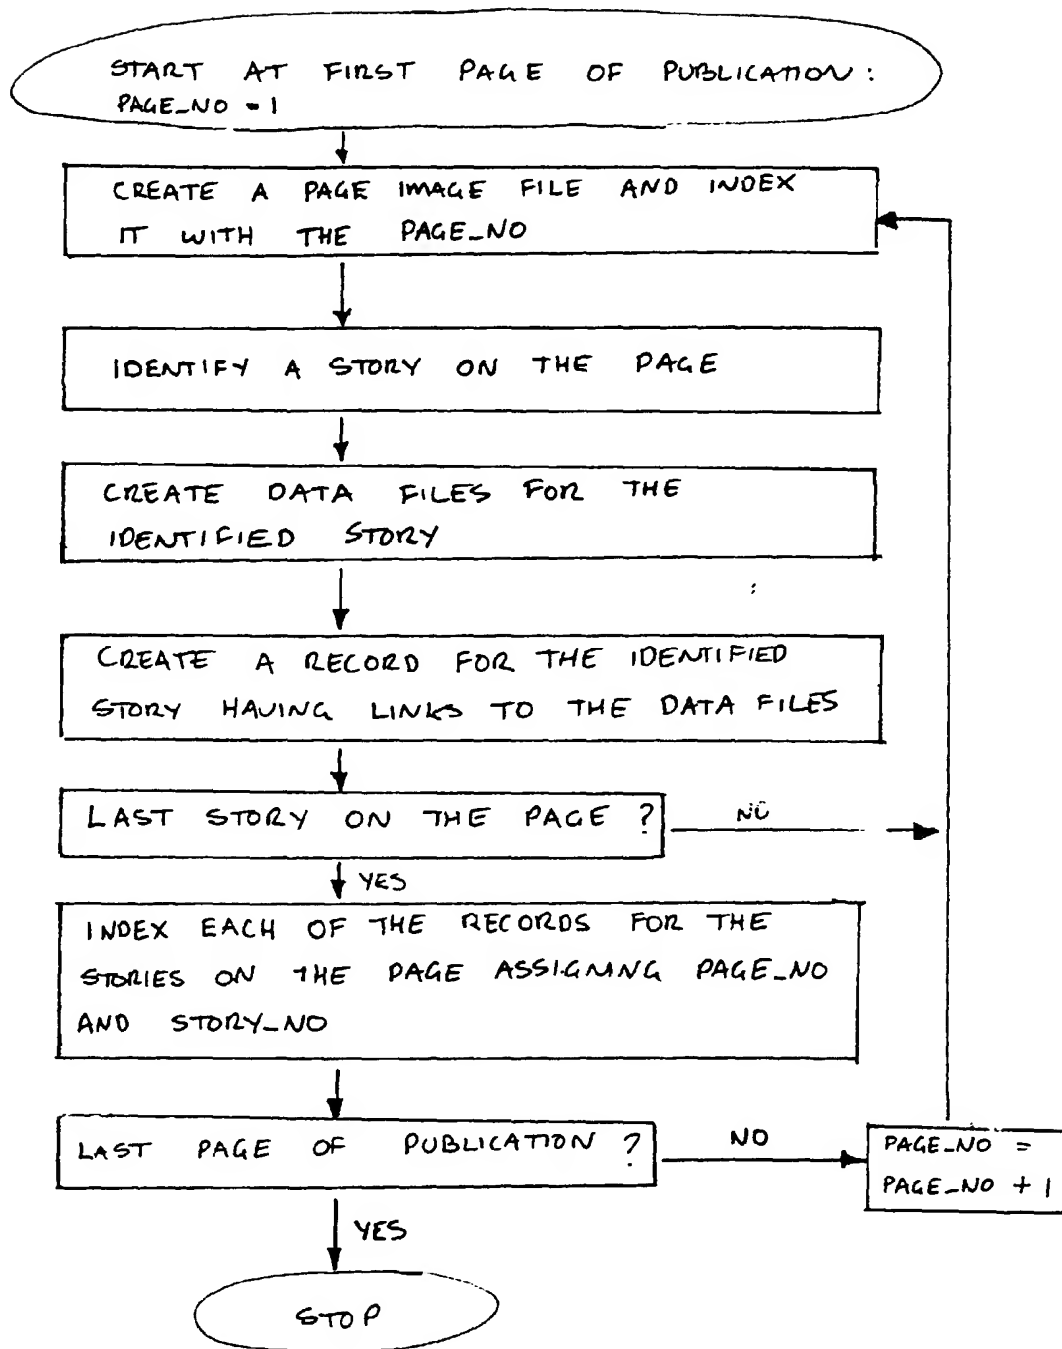 START AT FIRST PAGE OF PUBLICATION:
PAGE_NO = 1
CREATE A PAGE IMAGE FILE AND INDEX
IT WITH THE PAGE_NO
IDENTIFY A STORY ON THE PAGE
CREATE DATA FILES FOR THE
IDENTIFIED STORY
CREATE A RECORD FOR THE IDENTIFIED
STORY HAVING LINKS TO THE DATA FILES
LAST STORY ON THE PAGE ?
NO
YES
INDEX EACH OF THE RECORDS FOR THE
STORIES ON THE PAGE ASSIGNING PAGE_NO
AND STORY_NO
LAST PAGE OF PUBLICATION ?
NO
PAGE_NO =
PAGE_NO + 1
YES
STOP